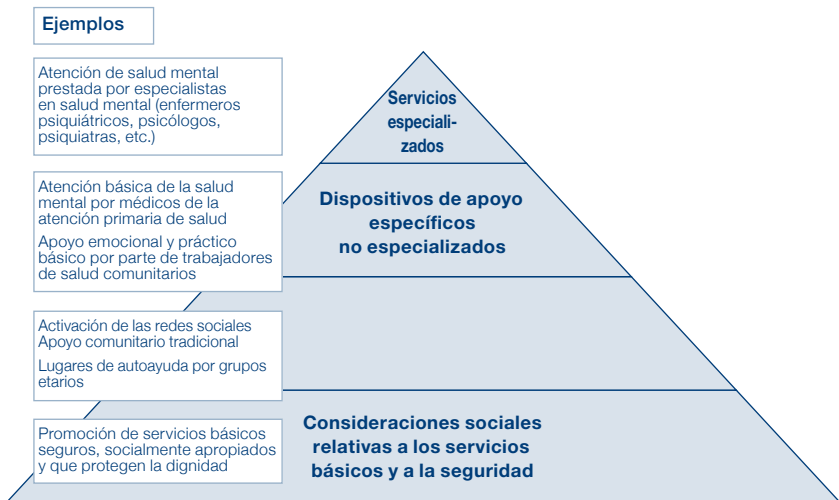 Ejemplos
Atención de salud mental
prestada por especialistas
en salud mental (enfermeros
psiquiátricos, psicólogos,
psiquiatras, etc.)
Servicios
especiali-
zados
Atención básica de la salud
mental por médicos de la
atención primaria de salud
Apoyo emocional y práctico
básico por parte de trabajadores
de salud comunitarios
Dispositivos de apoyo
específicos
no especializados
Activación de las redes sociales
Apoyo comunitario tradicional
Lugares de autoayuda por grupos
etarios
Promoción de servicios básicos
seguros, socialmente apropiados
y que protegen la dignidad
Consideraciones sociales
relativas a los servicios
básicos y a la seguridad